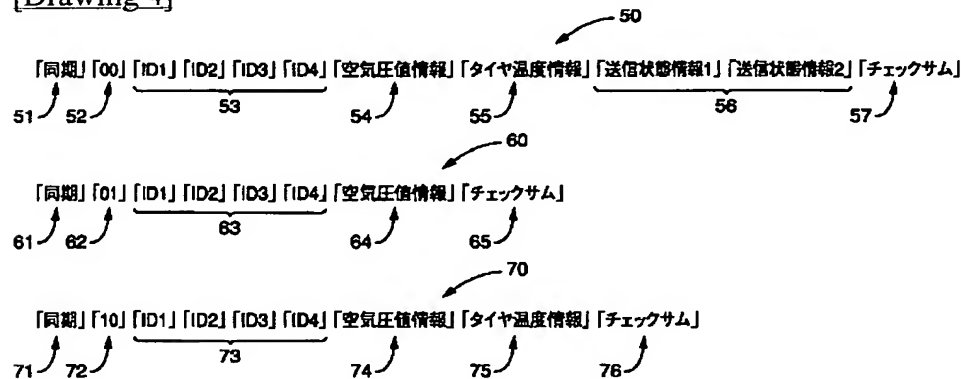 [Drawing 4]
50
「同期」「00」「ID1」「ID2」「ID3」「ID4」「空気圧値情報」「タイヤ温度情報」「送信状態情報1」「送信状態情報2」「チェックサム」
51 52 53 54 55 56 57
60
「同期」「01」「ID1」「ID2」「ID3」「ID4」「空気圧値情報」「チェックサム」
61 62 63 64 65
70
「同期」「10」「ID1」「ID2」「ID3」「ID4」「空気圧値情報」「タイヤ温度情報」「チェックサム」
71 72 73 74 75 76